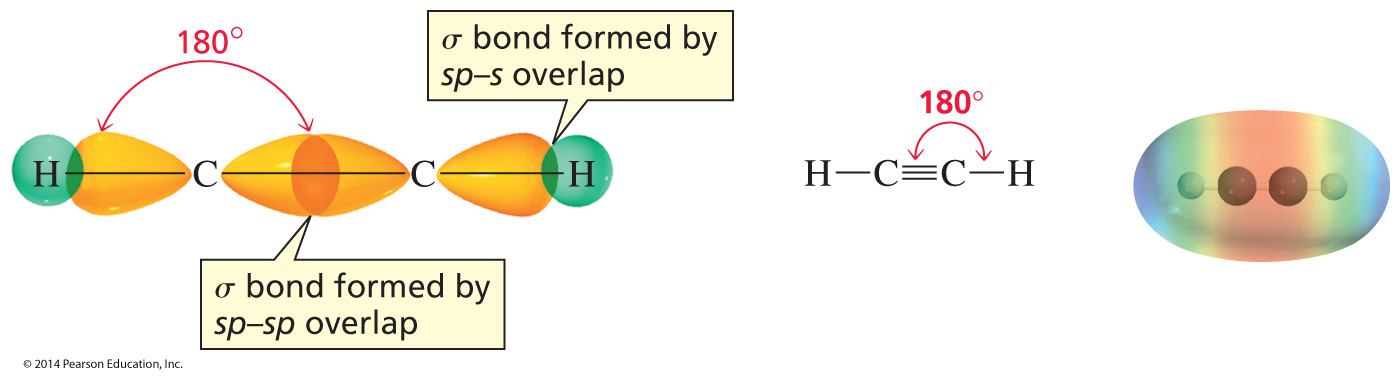 180°
σ bond formed by
sp–s overlap
H C C H
σ bond formed by
sp–sp overlap
180°
H—C≡C—H
© 2014 Pearson Education, Inc.